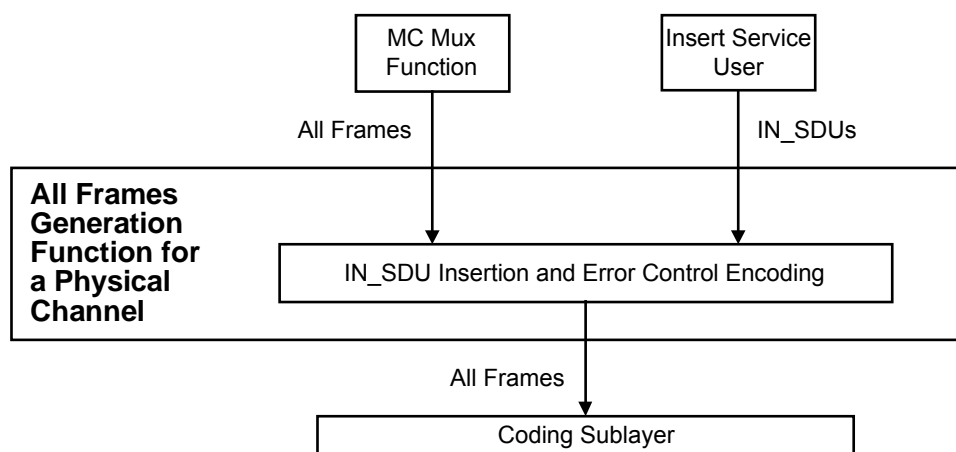 MC Mux
Function
Insert Service
User
All Frames
IN_SDUs
All Frames
Generation
Function for
a Physical
Channel
IN_SDU Insertion and Error Control Encoding
All Frames
Coding Sublayer